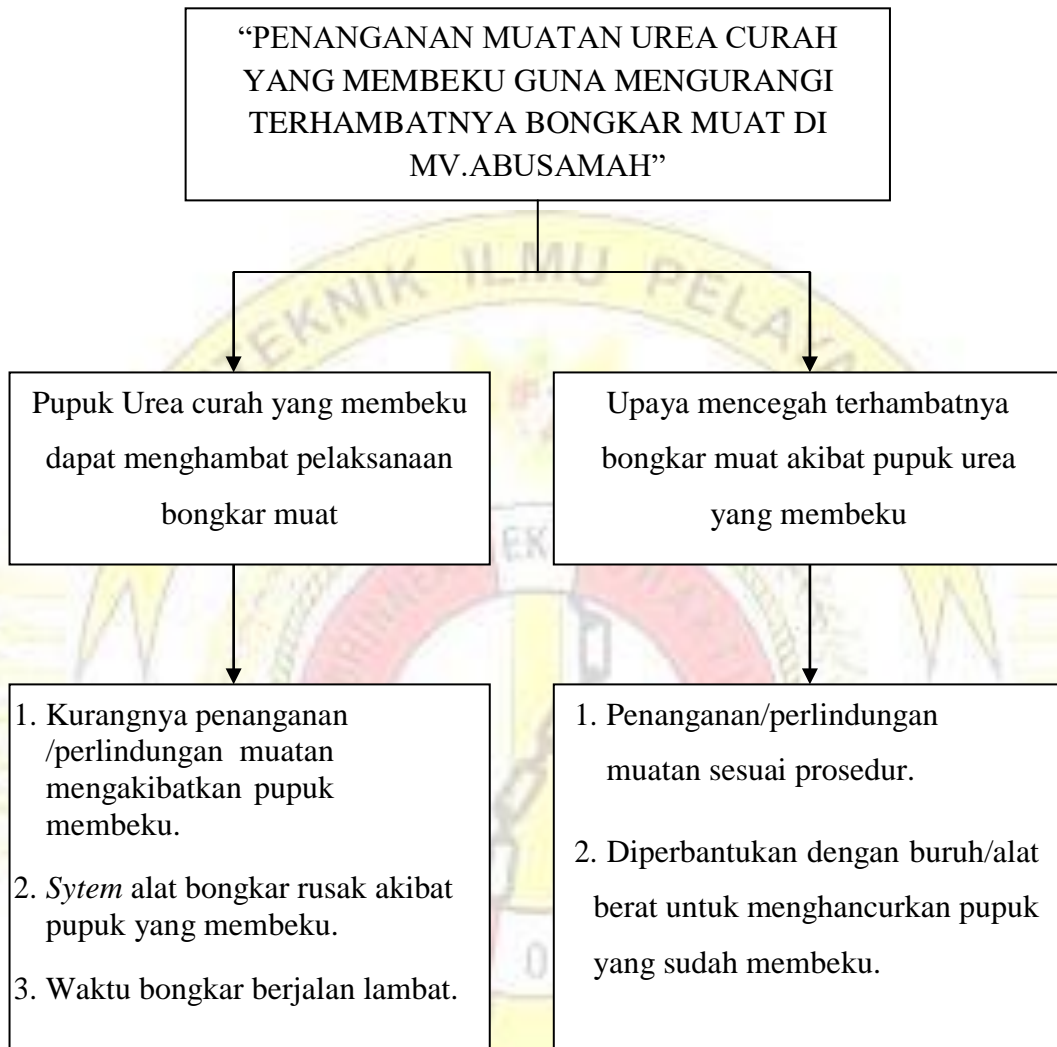 “PENANGANAN MUATAN UREA CURAH
YANG MEMBEKU GUNA MENGURANGI
TERHAMBATNYA BONGKAR MUAT DI
MV.ABUSAMAH”
EKNIK ILMU PELAYA
Pupuk Urea curah yang membeku
dapat menghambat pelaksanaan
bongkar muat
Upaya mencegah terhambatnya
bongkar muat akibat pupuk urea
yang membeku
1. Kurangnya penanganan
/perlindungan muatan
mengakibatkan pupuk
membeku.
2. Sytem alat bongkar rusak akibat
pupuk yang membeku.
3. Waktu bongkar berjalan lambat.
1. Penanganan/perlindungan
muatan sesuai prosedur.
2. Diperbantukan dengan buruh/alat
berat untuk menghancurkan pupuk
yang sudah membeku.